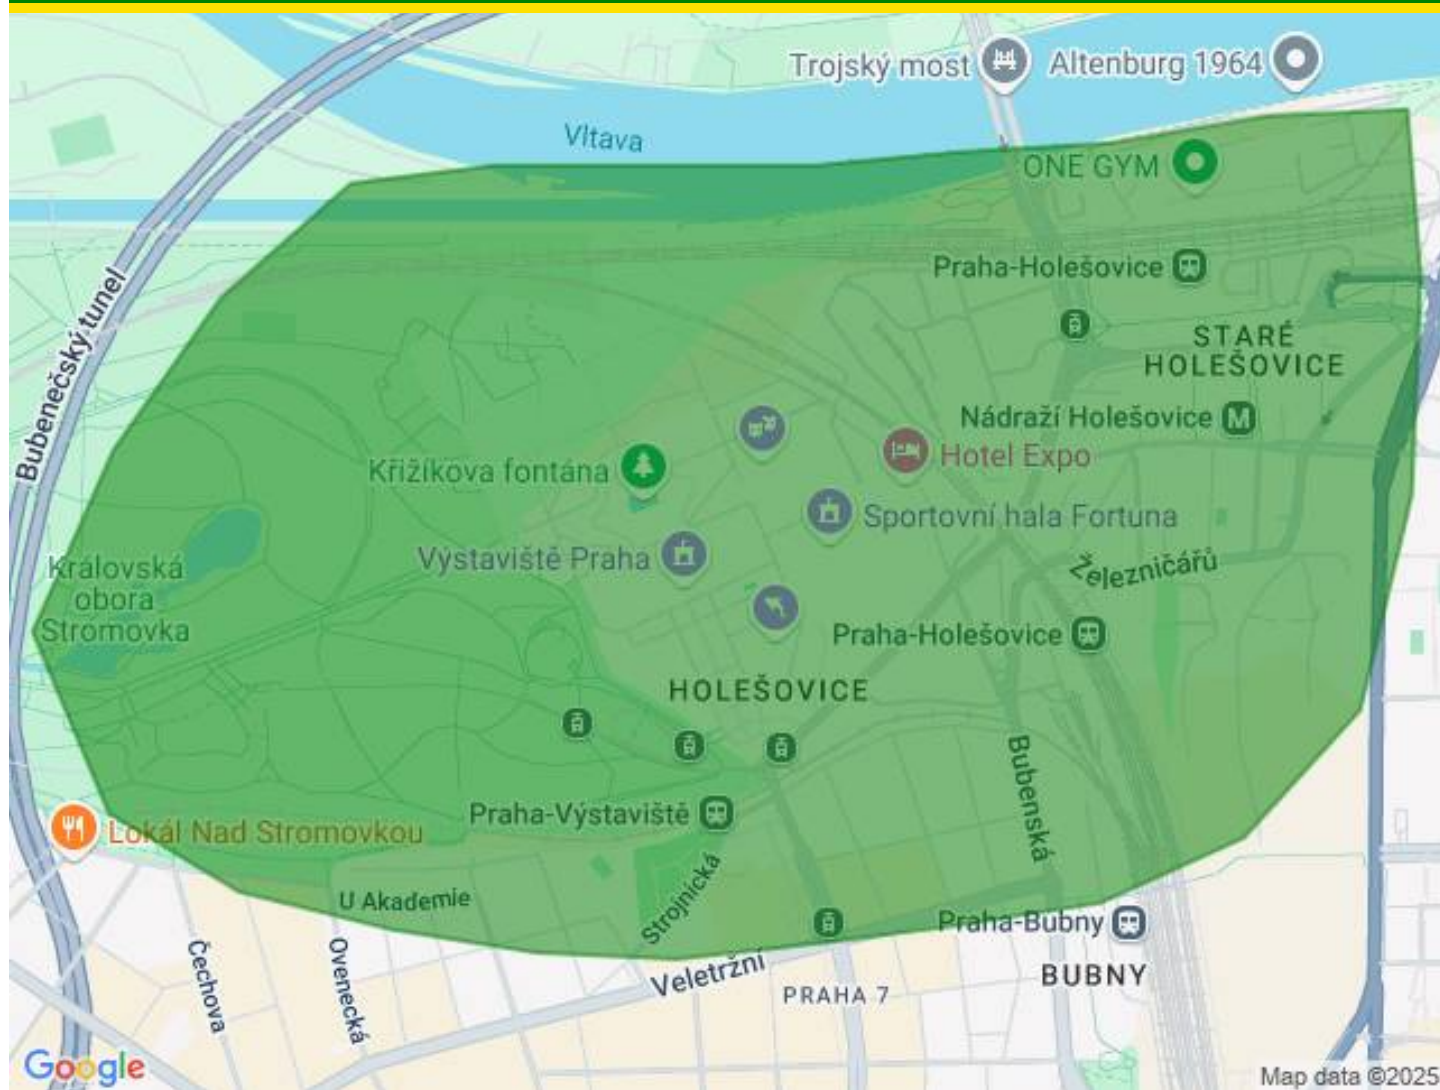 Trojský most
Altenburg 1964
Vltava
ONE GYM
Praha-Holešovice
Bubenečský tunel
STARÉ
HOLEŠOVICE
Nádraží Holešovice
M
Hotel Expo
Křižíkova fontána
Sportovní hala Fortuna
Výstaviště Praha
Železničářů
Královská
obora
Stromovka
Praha-Holešovice
HOLEŠOVICE
Bubenská
Praha-Výstaviště
Lokál Nad Stromovkou
Strojnická
U Akademie
Praha-Bubny
Čechova
Ovenecká
Veletržní
BUBNY
PRAHA 7
Google
Map data ©2025